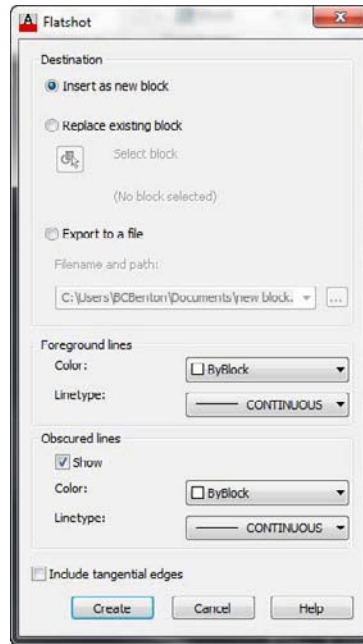 Flatshot
Destination
Insert as new block
Replace existing block
Select block
(No block selected)
Export to a file
Filename and path:
C:\Users\BCBenton\Documents\new block.
...
Foreground lines
Color:
ByBlock
Linetype:
CONTINUOUS
Obscured lines
Show
Color:
ByBlock
Linetype:
CONTINUOUS
Include tangential edges
Create
Cancel
Help